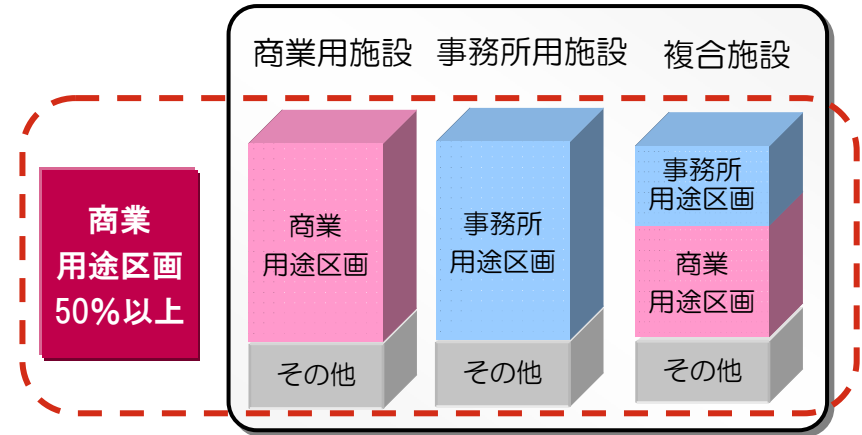 商業用施設
事務所用施設
複合施設
商業
用途区画
50%以上
商業
用途区画
その他
事務所
用途区画
その他
事務所
用途区画
商業
用途区画
その他